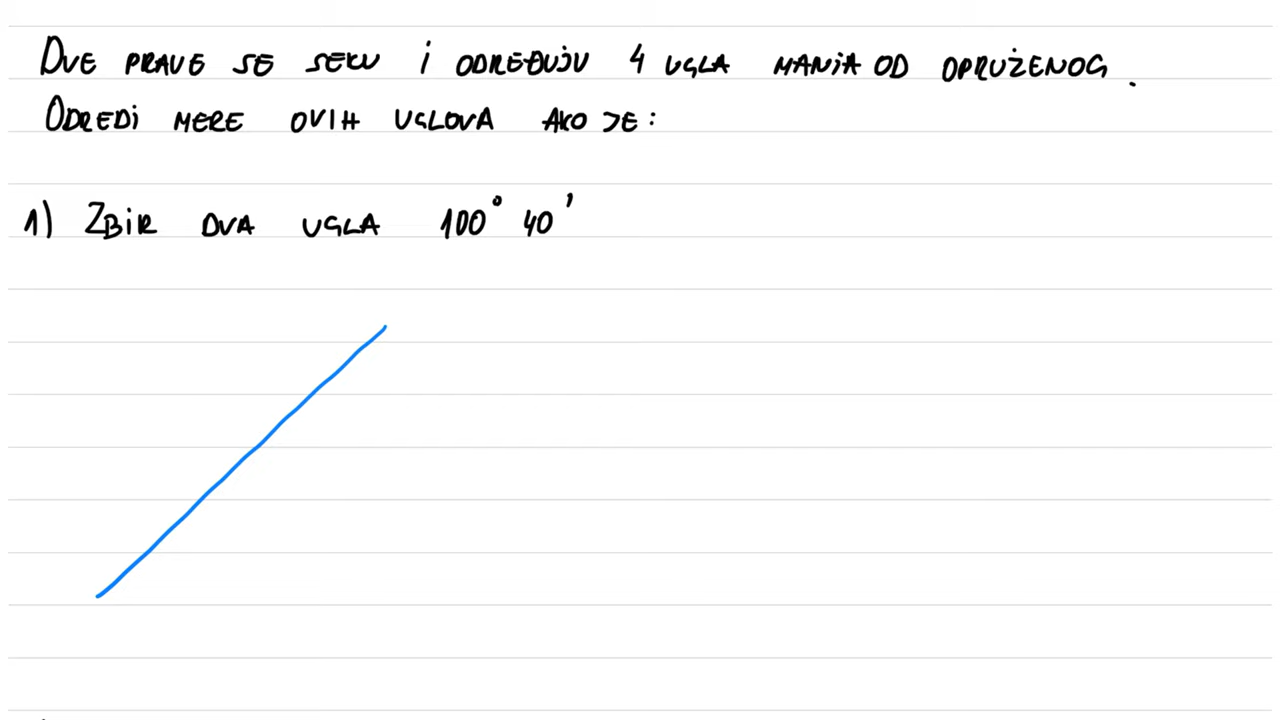 DVE PRAVE SE SEKU i ODREĐUJU 4 UGLA MANJA OD OPRUŽENOG.
ODREDi MERE OVIH UGLOVA AKO JE:
1) ZBiR DVA UGLA 100° 40'